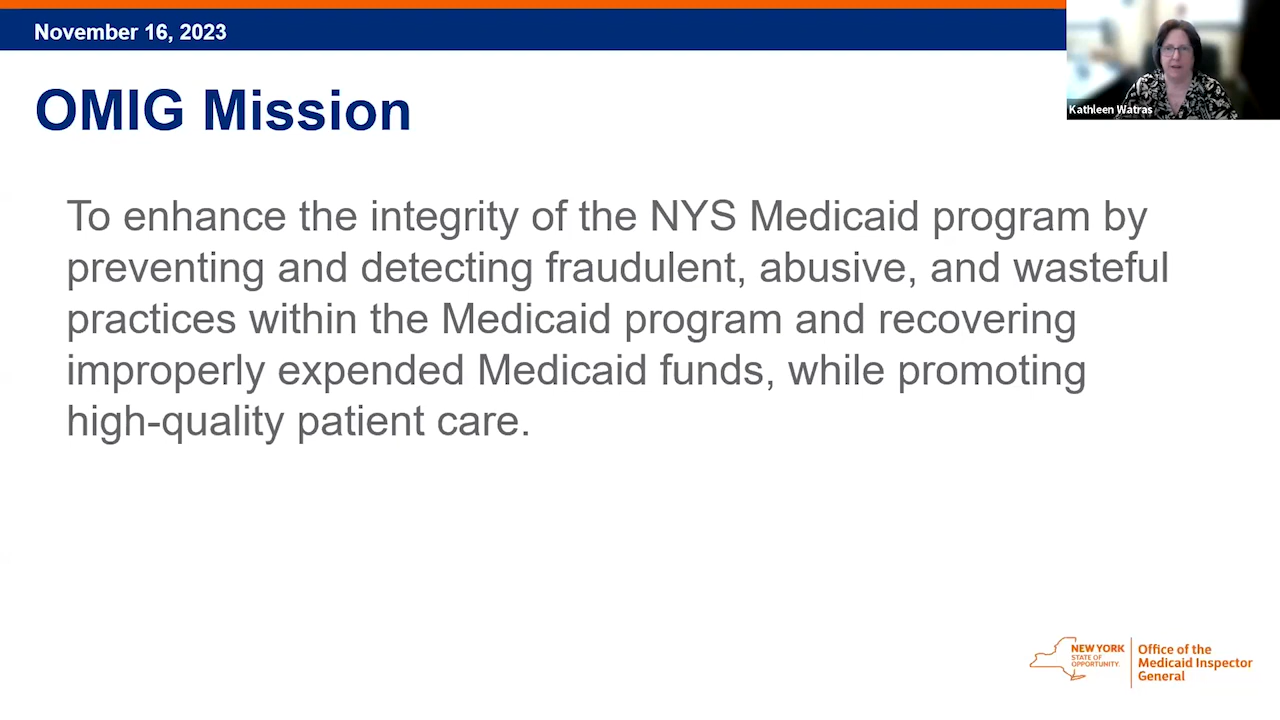 November 16, 2023
Kathleen Watras
OMIG Mission
To enhance the integrity of the NYS Medicaid program by
preventing and detecting fraudulent, abusive, and wasteful
practices within the Medicaid program and recovering
improperly expended Medicaid funds, while promoting
high-quality patient care.
NEW YORK
STATE OF
OPPORTUNITY.
Office of the
Medicaid Inspector
General